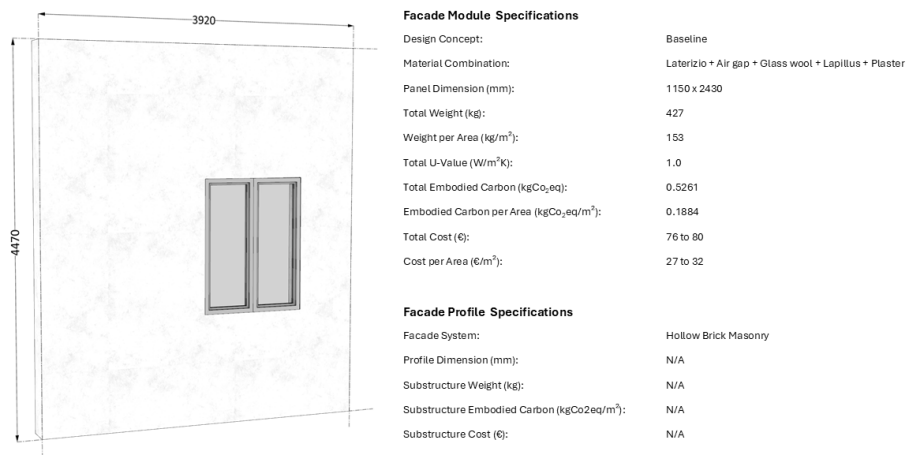 3920
4470
Facade Module Specifications
Design Concept: Baseline
Material Combination: Laterizio + Air gap + Glass wool + Lapillus + Plaster
Panel Dimension (mm): 1150 x 2430
Total Weight (kg): 427
Weight per Area (kg/m²): 153
Total U-Value (W/m²K): 1.0
Total Embodied Carbon (kgCo₂eq): 0.5261
Embodied Carbon per Area (kgCo₂eq/m²): 0.1884
Total Cost (€): 76 to 80
Cost per Area (€/m²): 27 to 32
Facade Profile Specifications
Facade System: Hollow Brick Masonry
Profile Dimension (mm): N/A
Substructure Weight (kg): N/A
Substructure Embodied Carbon (kgCo2eq/m²): N/A
Substructure Cost (€): N/A